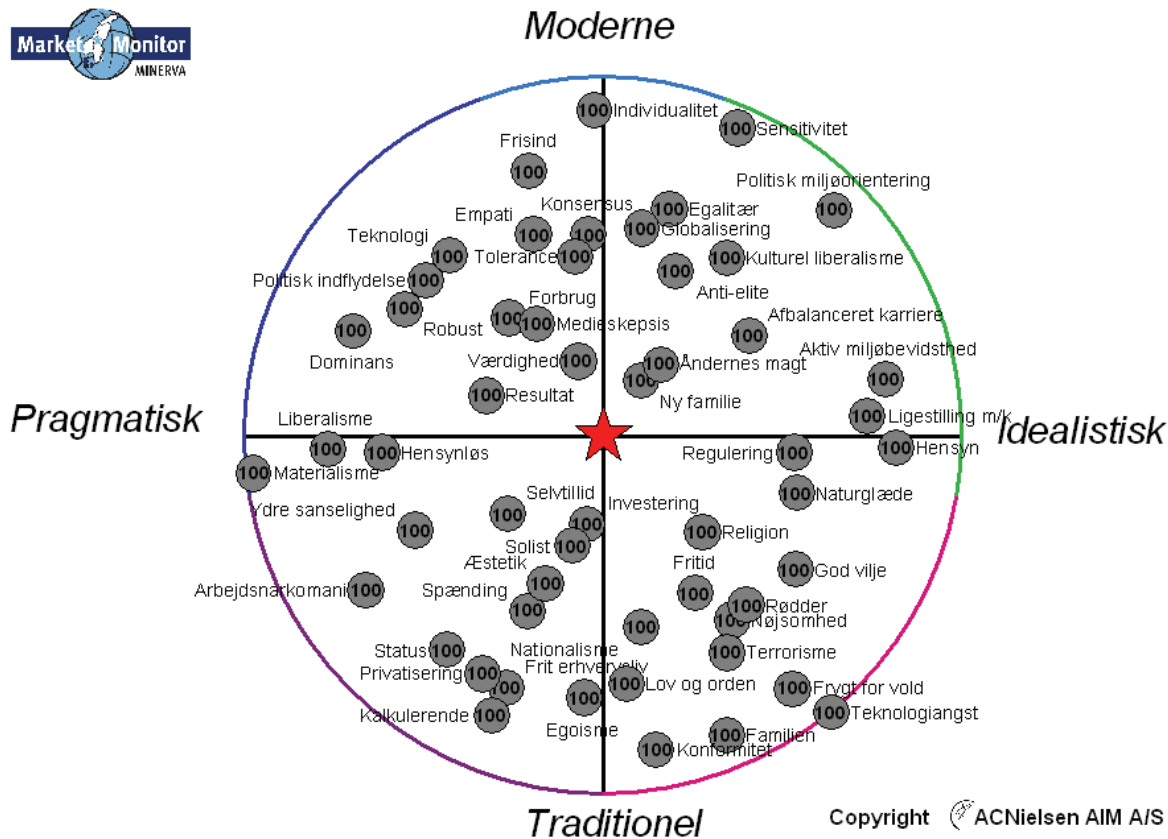 Moderne
Market Monitor
MINERVA
100 Individualitet
100 Sensitivitet
Frisind
100
Politisk miljøorientering
100
Konsensus
100
100 Egalitær
Empati
100
100 Globalisering
Teknologi
100
Tolerance 100
100 Kulturel liberalisme
100
Anti-elite
Politisk indflydelse 100
100
Robust
Forbrug
100
100 Medieskepsis
Afbalanceret karriere
100
100
Dominans
Værdighed 100
100 Åndernes magt
Aktiv miljøbevidsthed
100
100
Ny familie
100 Resultat
Pragmatisk
Liberalisme
100
100 Ligestilling m/k
Idealistisk
100 Hensynløs
Regulering 100
100 Hensyn
100 Materialisme
100 Naturglæde
Ydre sanselighed
100
Selvtillid
100
Investering
100
100 Religion
Solist 100
Æstetik
100
Fritid
100
100 God vilje
Arbejdsnarkomani 100
Spænding
100
100 Rødder
100 Nøjsomhed
Nationalisme
100
Status 100
100 Terrorisme
Privatisering 100
Frit erhvervsliv
100
100 Lov og orden
100 Frygt for vold
Kalkulerende 100
Egoisme
100
100 Teknologiangst
100 Familien
100 Konformitet
Traditionel
Copyright ACNielsen AIM A/S